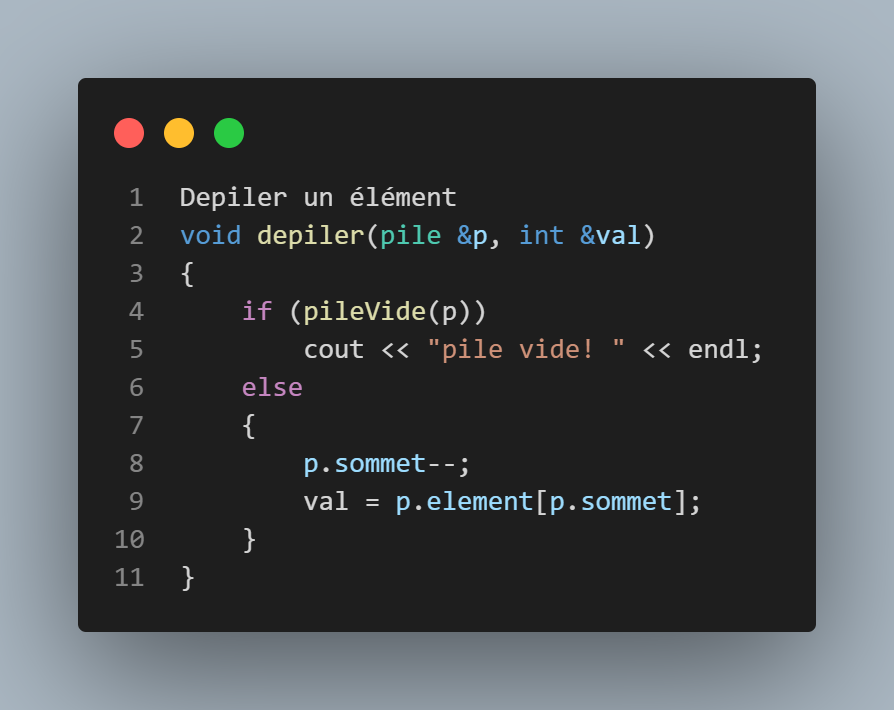 1 Depiler un élément
2 void depiler(pile &p, int &val)
3 {
4     if (pileVide(p))
5         cout << "pile vide! " << endl;
6     else
7     {
8         p.sommet--;
9         val = p.element[p.sommet];
10     }
11 }